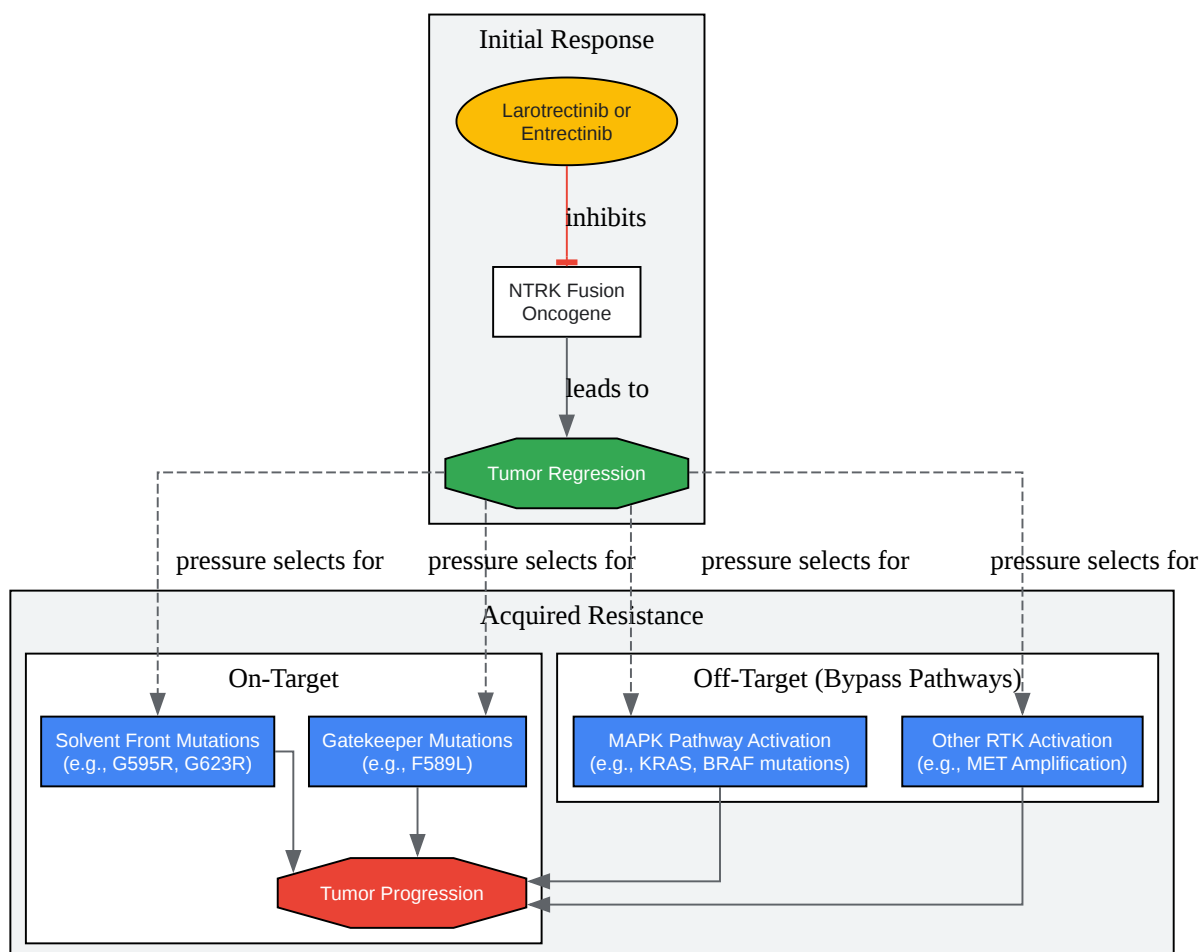 Initial Response
Larotrectinib or
Entrectinib
inhibits
NTRK Fusion
Oncogene
leads to
Tumor Regression
pressure selects for
pressure selects for
pressure selects for
pressure selects for
Acquired Resistance
On-Target
Off-Target (Bypass Pathways)
Solvent Front Mutations
(e.g., G595R, G623R)
Gatekeeper Mutations
(e.g., F589L)
MAPK Pathway Activation
(e.g., KRAS, BRAF mutations)
Other RTK Activation
(e.g., MET Amplification)
Tumor Progression